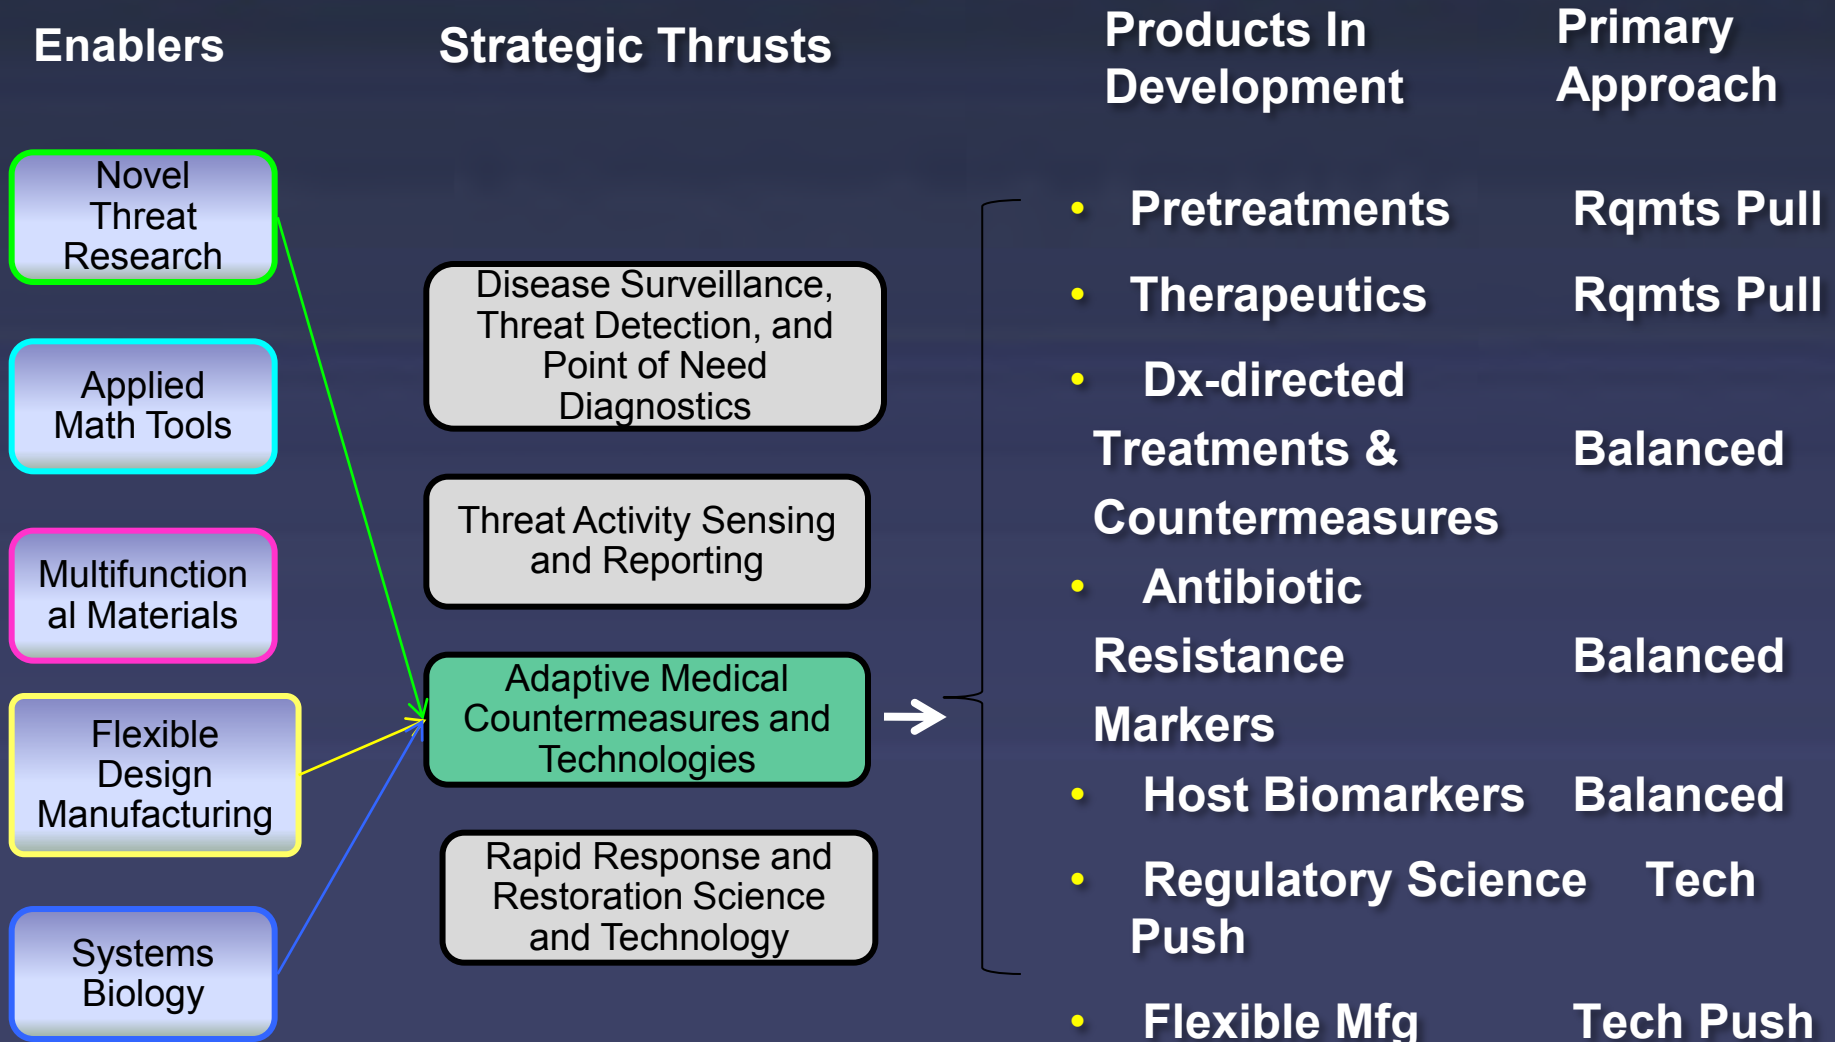 Enablers
Strategic Thrusts
Products In
Development
Primary
Approach
Novel
Threat
Research
Applied
Math Tools
Multifunction
al Materials
Flexible
Design
Manufacturing
Systems
Biology
Disease Surveillance,
Threat Detection, and
Point of Need
Diagnostics
Threat Activity Sensing
and Reporting
Adaptive Medical
Countermeasures and
Technologies
Rapid Response and
Restoration Science
and Technology
• Pretreatments Rqmts Pull
• Therapeutics Rqmts Pull
• Dx-directed
Treatments & Balanced
Countermeasures
• Antibiotic
Resistance Balanced
Markers
• Host Biomarkers Balanced
• Regulatory Science Tech
Push
• Flexible Mfg Tech Push